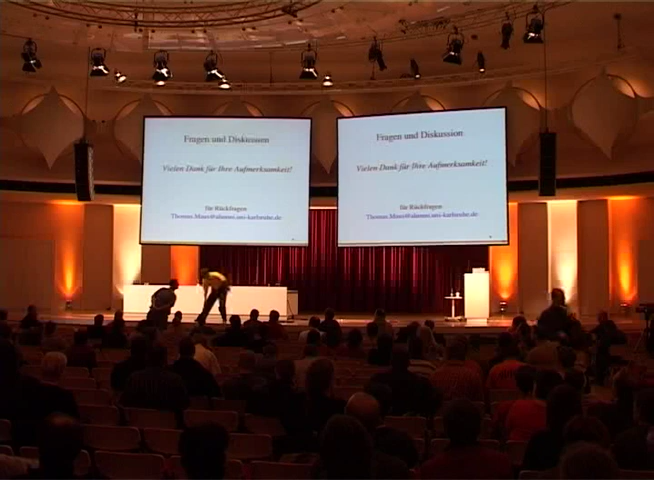 Fragen und Diskussion
Vielen Dank für Ihre Aufmerksamkeit!
für Rückfragen
Fragen und Diskussion
Vielen Dank für Ihre Aufmerksamkeit!
für Rückfragen